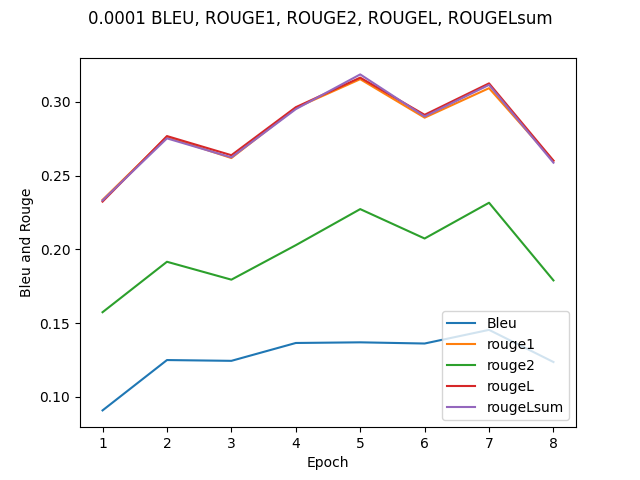 0.0001 BLEU, ROUGE1, ROUGE2, ROUGEL, ROUGELsum
Bleu and Rouge
0.30
0.25
0.20
0.15
0.10
Bleu
rouge1
rouge2
rougeL
rougeLsum
1 2 3 4 5 6 7 8
Epoch